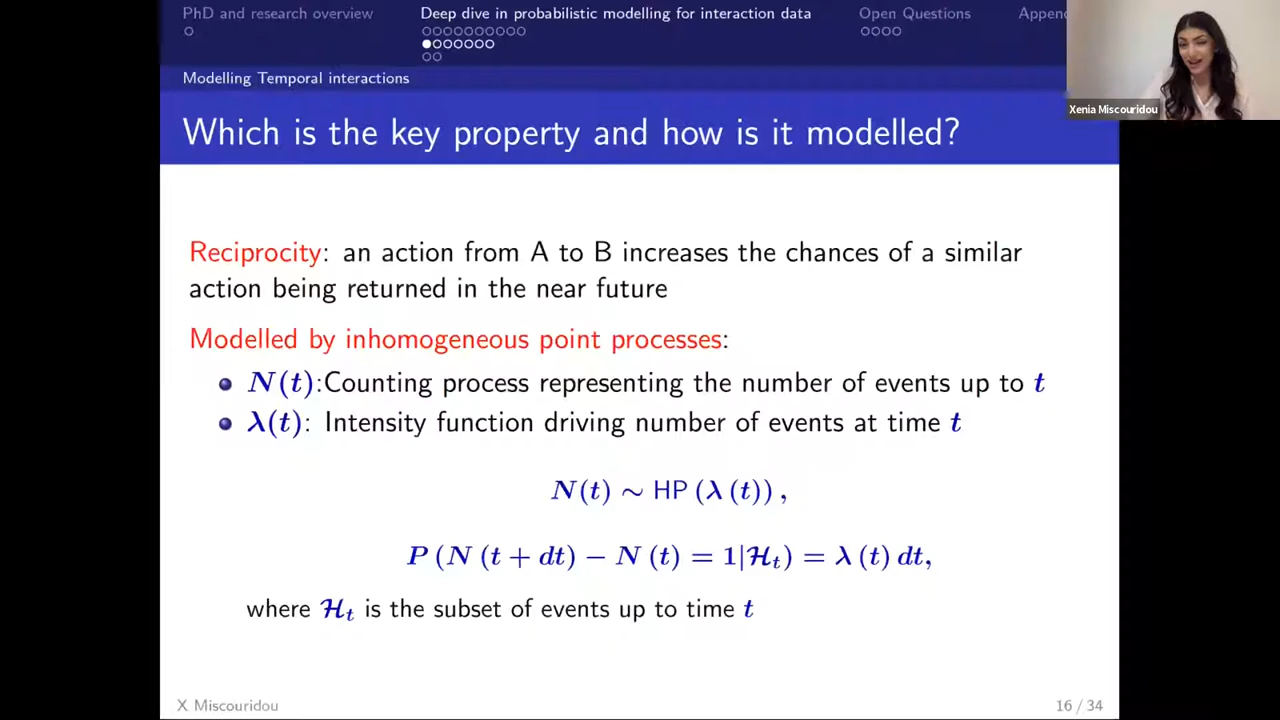 PhD and research overview Deep dive in probabilistic modelling for interaction data Open Questions Appen
Modelling Temporal interactions
Xenia Miscouridou
Which is the key property and how is it modelled?
Reciprocity: an action from A to B increases the chances of a similar
action being returned in the near future
Modelled by inhomogeneous point processes:
N(t):Counting process representing the number of events up to t
λ(t): Intensity function driving number of events at time t
N(t) ∼ HP (λ (t)) ,
P (N (t + dt) − N (t) = 1|ℋₜ) = λ (t) dt,
where ℋₜ is the subset of events up to time t
X Miscouridou 16 / 34